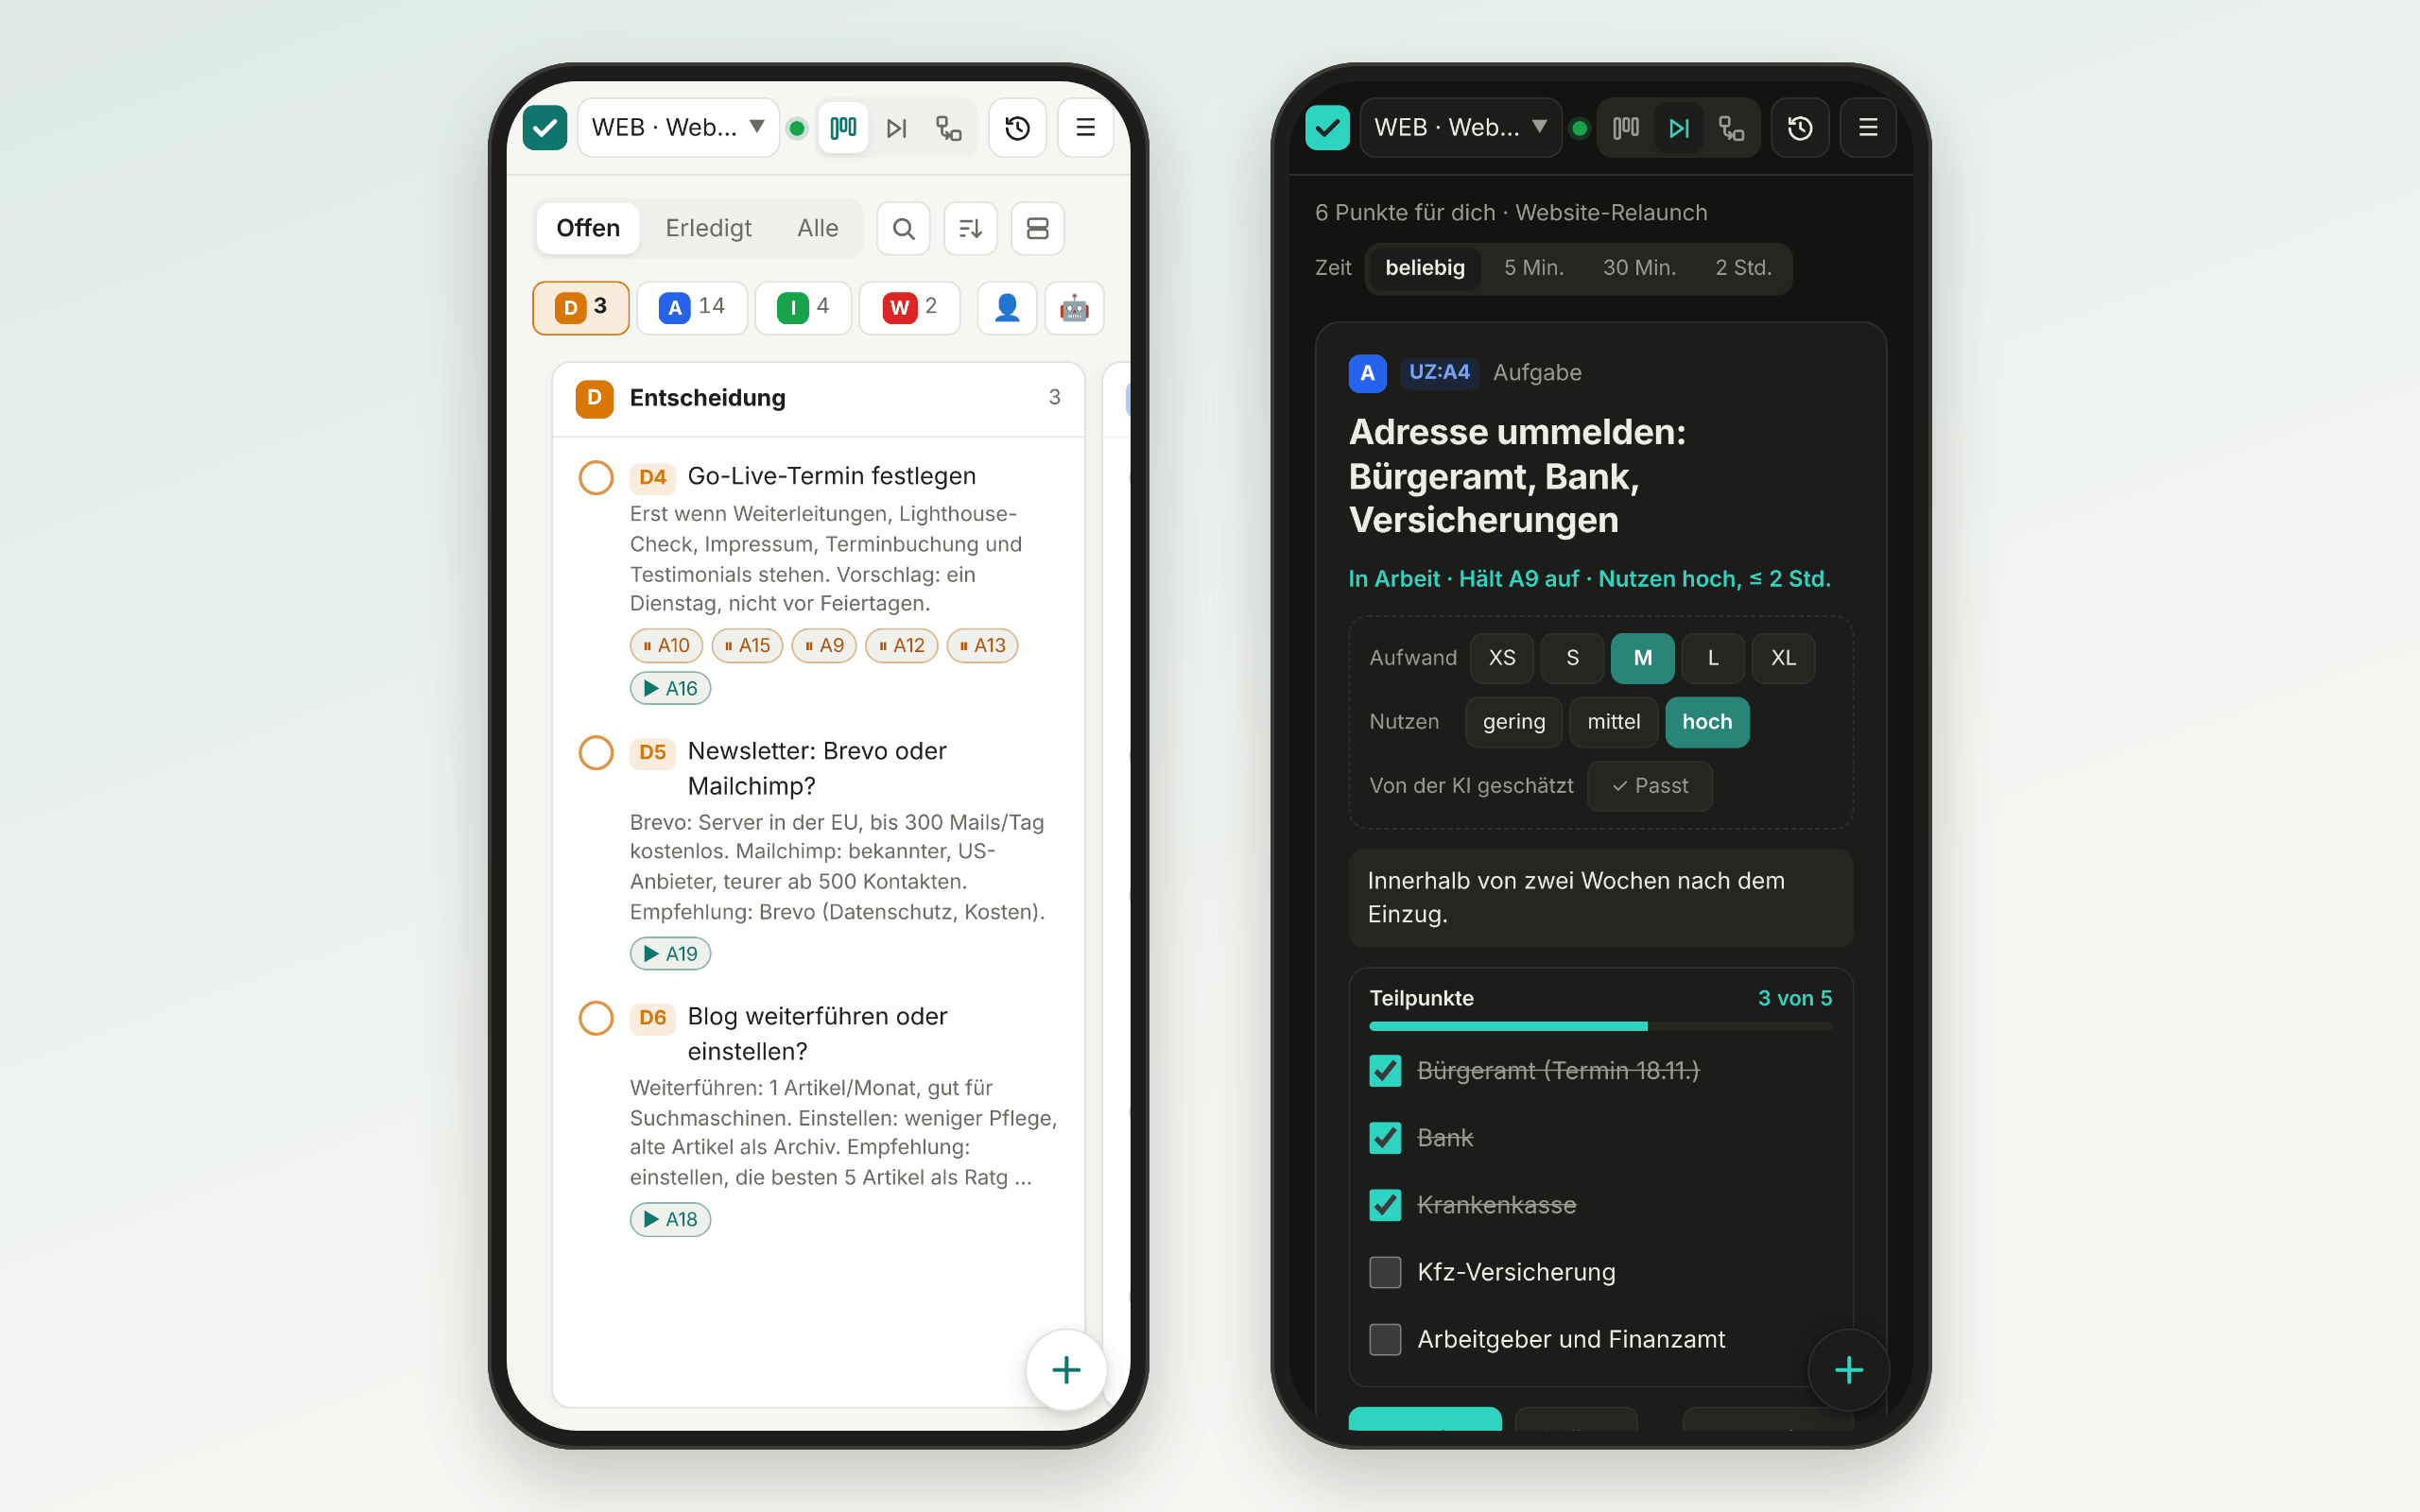 WEB · Web...
Offen Erledigt Alle
D 3 A 14 I 4 W 2
D Entscheidung 3
D4 Go-Live-Termin festlegen
Erst wenn Weiterleitungen, Lighthouse-
Check, Impressum, Terminbuchung und
Testimonials stehen. Vorschlag: ein
Dienstag, nicht vor Feiertagen.
A10 A15 A9 A12 A13
A16
D5 Newsletter: Brevo oder
Mailchimp?
Brevo: Server in der EU, bis 300 Mails/Tag
kostenlos. Mailchimp: bekannter, US-
Anbieter, teurer ab 500 Kontakten.
Empfehlung: Brevo (Datenschutz, Kosten).
A19
D6 Blog weiterführen oder
einstellen?
Weiterführen: 1 Artikel/Monat, gut für
Suchmaschinen. Einstellen: weniger Pflege,
alte Artikel als Archiv. Empfehlung:
einstellen, die besten 5 Artikel als Ratg ...
A18
WEB · Web...
6 Punkte für dich · Website-Relaunch
Zeit beliebig 5 Min. 30 Min. 2 Std.
A UZ:A4 Aufgabe
Adresse ummelden:
Bürgeramt, Bank,
Versicherungen
In Arbeit · Hält A9 auf · Nutzen hoch, ≤ 2 Std.
Aufwand XS S M L XL
Nutzen gering mittel hoch
Von der KI geschätzt ✓ Passt
Innerhalb von zwei Wochen nach dem
Einzug.
Teilpunkte 3 von 5
Bürgeramt (Termin 18.11.)
Bank
Krankenkasse
Kfz-Versicherung
Arbeitgeber und Finanzamt